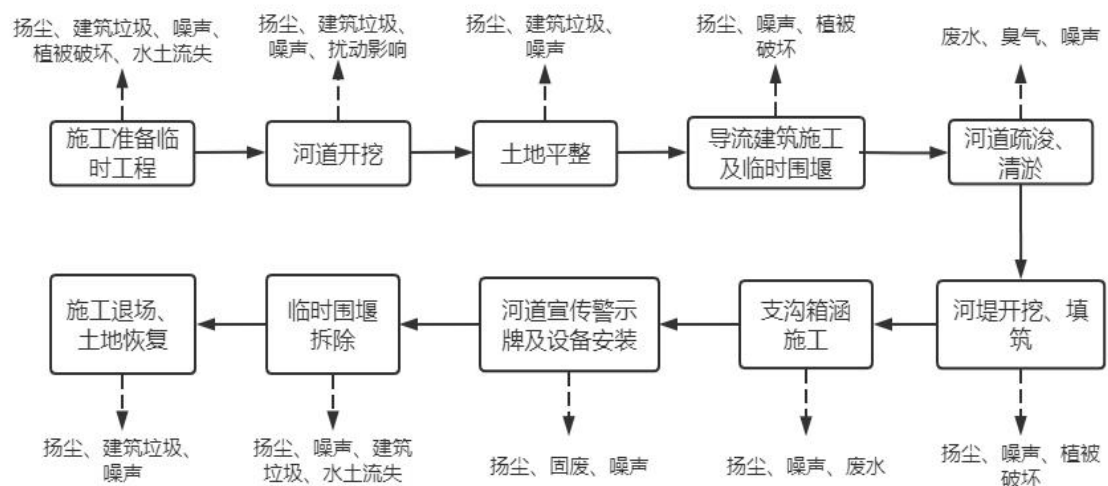 扬尘、建筑垃圾、噪声、
植被破坏、水土流失
扬尘、建筑垃圾、
噪声、扰动影响
扬尘、建筑垃圾、
噪声
扬尘、噪声、植被
破坏
废水、臭气、噪声
施工准备临
时工程
河道开挖
土地平整
导流建筑施工
及临时围堰
河道疏浚、
清淤
施工退场、
土地恢复
临时围堰
拆除
河道宣传警示
牌及设备安装
支沟箱涵
施工
河堤开挖、填
筑
扬尘、建筑垃圾、
噪声
扬尘、噪声、建筑
垃圾、水土流失
扬尘、固废、噪声
扬尘、噪声、废水
扬尘、噪声、植被
破坏